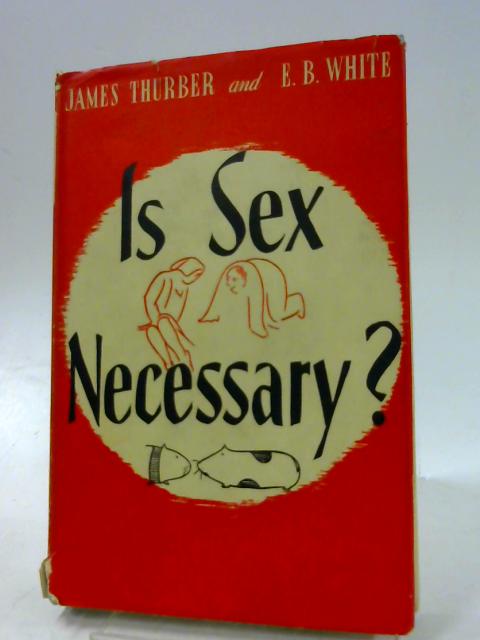 JAMES THURBER and E. B. WHITE
Is Sex
Necessary?